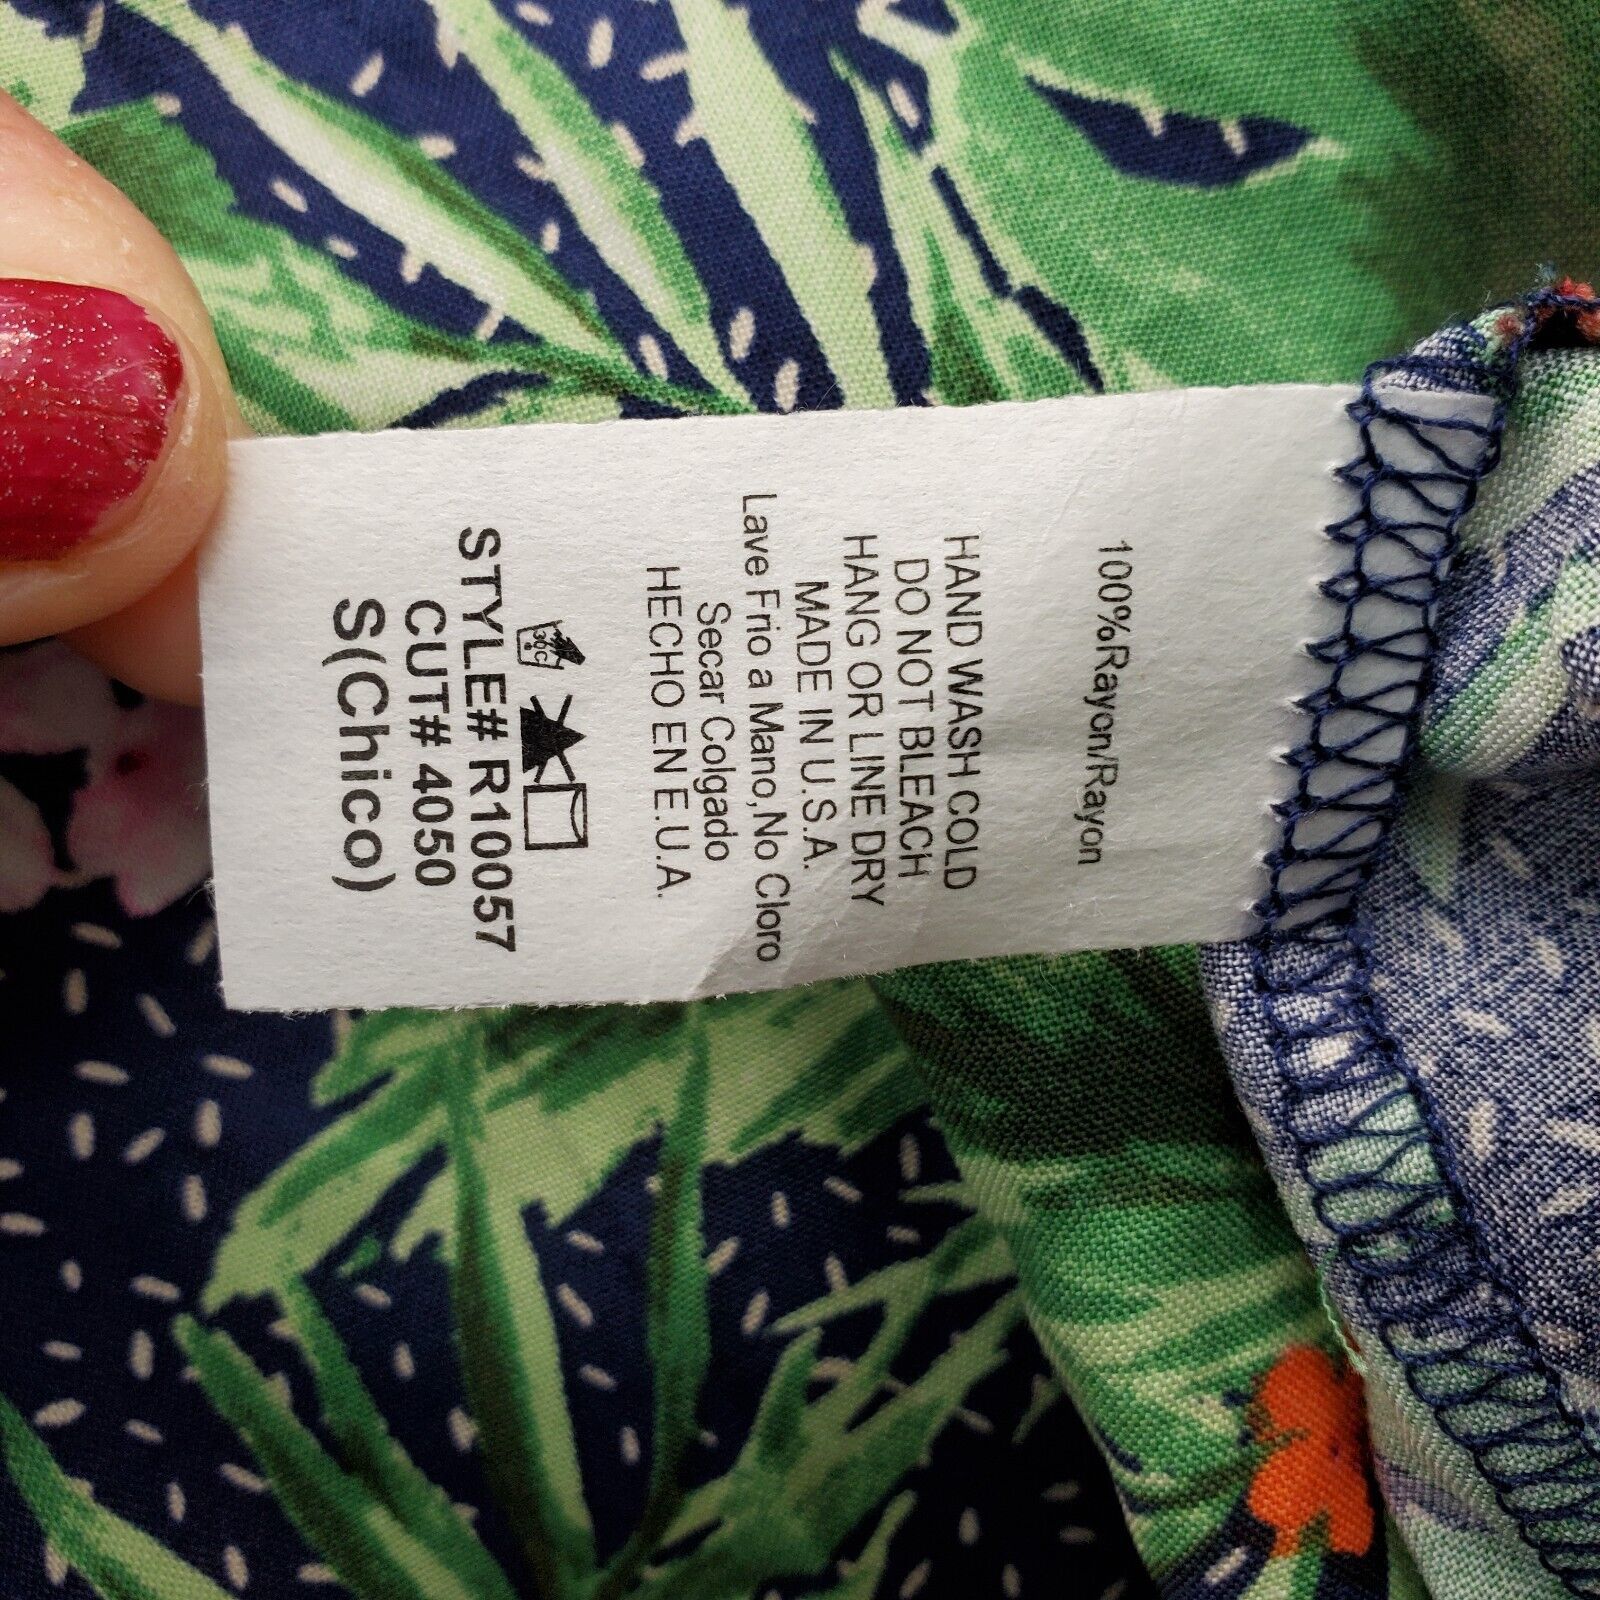 100%Rayon/Rayon
HAND WASH COLD
DO NOT BLEACH
HANG OR LINE DRY
MADE IN U.S.A.
Lave Frio a Mano,No Cloro
Secar Colgado
HECHO EN E.U.A.
30C
STYLE# R10057
CUT# 4050
S(Chico)